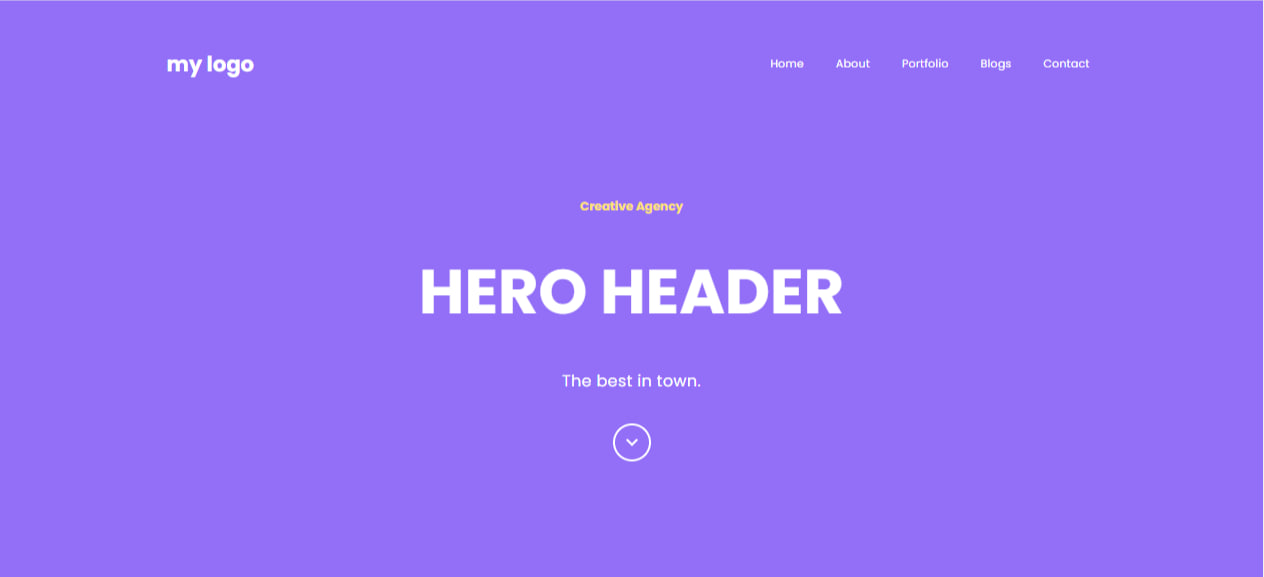 my logo
Home About Portfolio Blogs Contact
Creative Agency
HERO HEADER
The best in town.